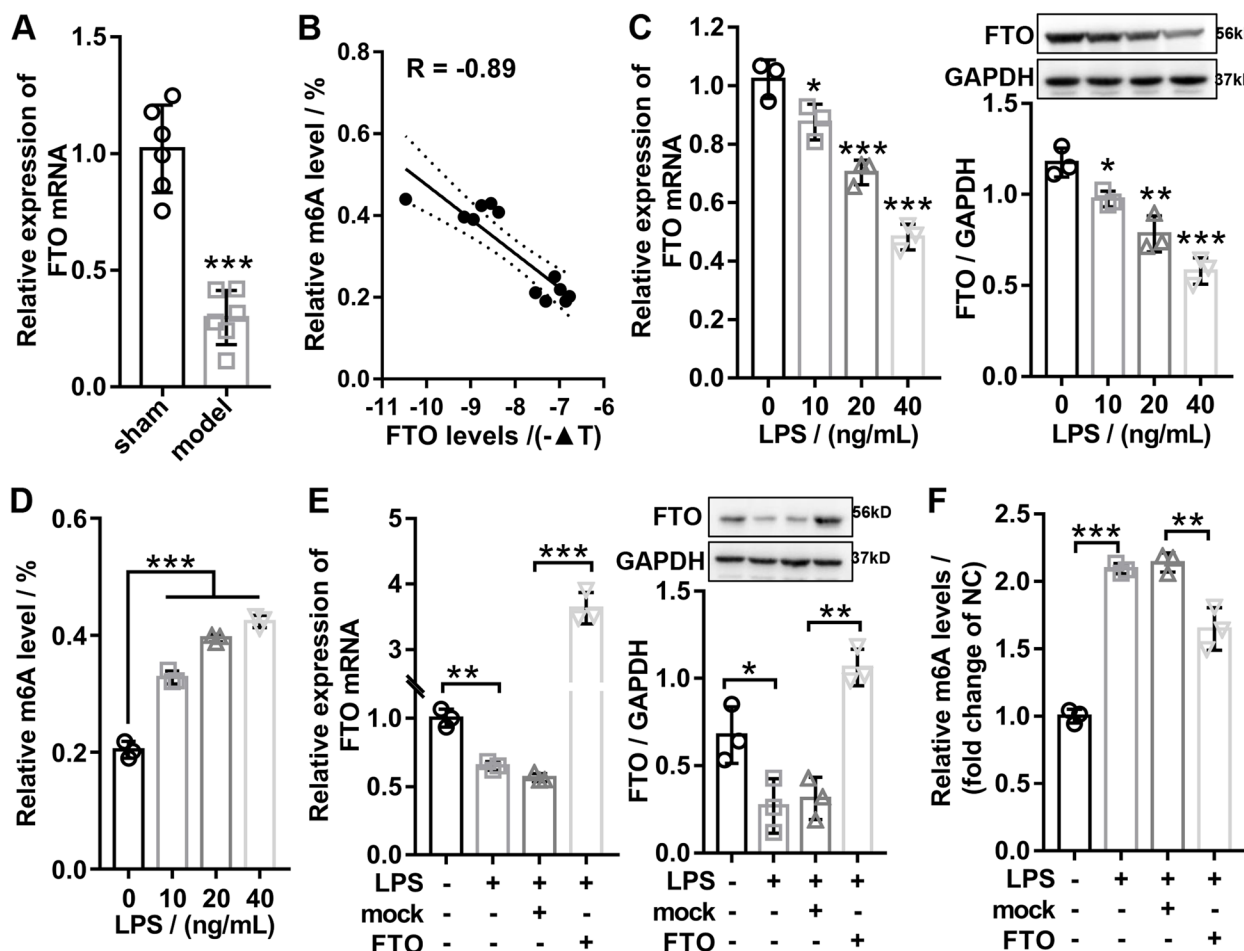 A
Relative expression of
FTO mRNA
1.5
1.0
0.5
0.0
***
sham
model
B
Relative m6A level / %
0.8
0.6
0.4
0.2
0.0
R = -0.89
-11 -10 -9 -8 -7 -6
FTO levels /(-▲T)
C
Relative expression of
FTO mRNA
1.2
1.0
0.8
0.6
0.4
0.2
0.0
*
***
***
0 10 20 40
LPS / (ng/mL)
FTO
56k
GAPDH
37k
FTO / GAPDH
1.5
1.0
0.5
0.0
*
**
***
0 10 20 40
LPS / (ng/mL)
D
Relative m6A level / %
0.6
0.4
0.2
0.0
***
0 10 20 40
LPS / (ng/mL)
E
Relative expression of
FTO mRNA
5
4
3
1.0
0.5
0.0
**
***
LPS - + + +
mock - - + -
FTO - - - +
FTO
56kD
GAPDH
37kD
FTO / GAPDH
1.5
1.0
0.5
0.0
*
**
- + + +
- - + -
- - - +
F
Relative m6A levels /
(fold change of NC)
2.5
2.0
1.5
1.0
0.5
0.0
***
**
LPS - + + +
mock - - + -
FTO - - - +